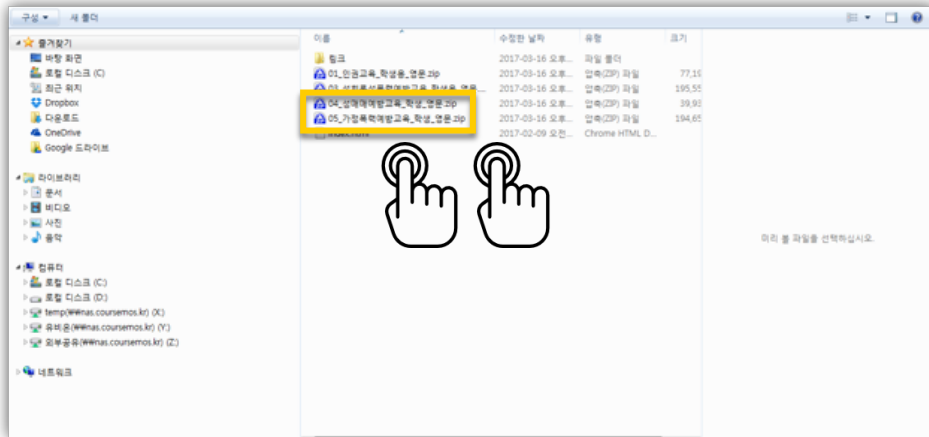 구성 ▾ 새 폴더
즐겨찾기
바탕 화면
로컬 디스크 (C)
최근 위치
Dropbox
다운로드
OneDrive
Google 드라이브
라이브러리
문서
비디오
사진
음악
컴퓨터
로컬 디스크 (C:)
로컬 디스크 (D:)
temp(₩₩nas.coursemos.kr) (X:)
유비온(₩₩nas.coursemos.kr) (Y:)
외부공유(₩₩nas.coursemos.kr) (Z:)
네트워크
이름 수정한 날짜 유형 크기
링크 2017-03-16 오후... 파일 폴더
01_인권교육_학생용_영문.zip 2017-03-16 오후... 압축(ZIP) 파일 77,19
2017-03-16 오후... 압축(ZIP) 파일 195,55
04_성매매예방교육_학생_영문.zip 2017-03-16 오후... 압축(ZIP) 파일 39,93
05_가정폭력예방교육_학생_영문.zip 2017-03-16 오후... 압축(ZIP) 파일 194,65
index.html 2017-02-09 오전... Chrome HTML D...
미리 볼 파일을 선택하십시오.